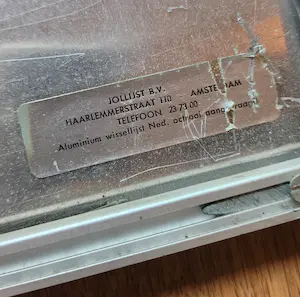 JOLLIJST B.V.
HAARLEMMERSTRAAT 110 AMSTERDAM
TELEFOON 23 73 00
Aluminium wissellijst Ned. octrooi aangevraagd